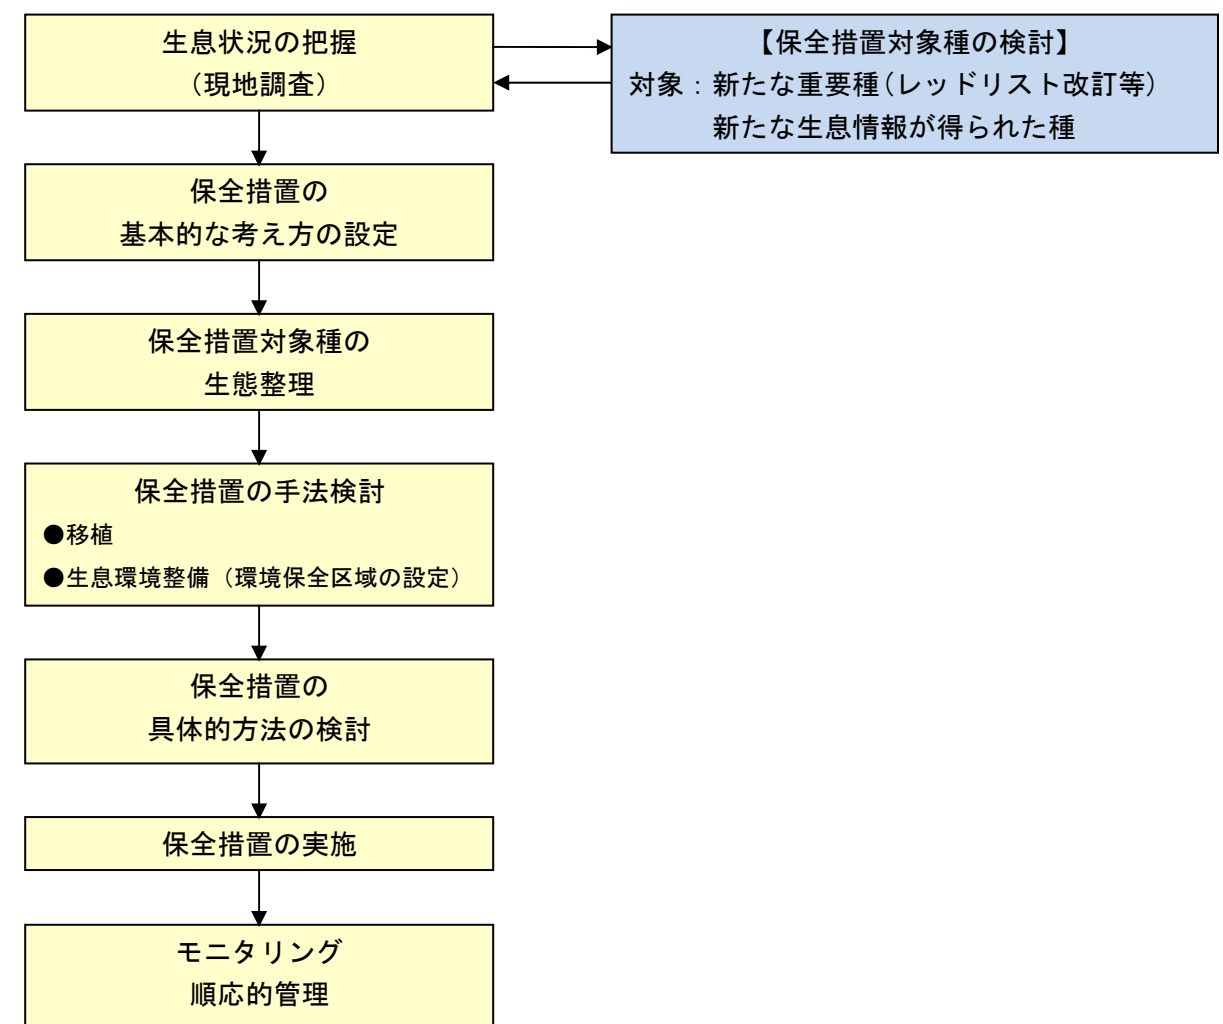 生息状況の把握
（現地調査）
【保全措置対象種の検討】
対象：新たな重要種（レッドリスト改訂等）
新たな生息情報が得られた種
保全措置の
基本的な考え方の設定
保全措置対象種の
生態整理
保全措置の手法検討
●移植
●生息環境整備（環境保全区域の設定）
保全措置の
具体的方法の検討
保全措置の実施
モニタリング
順応的管理